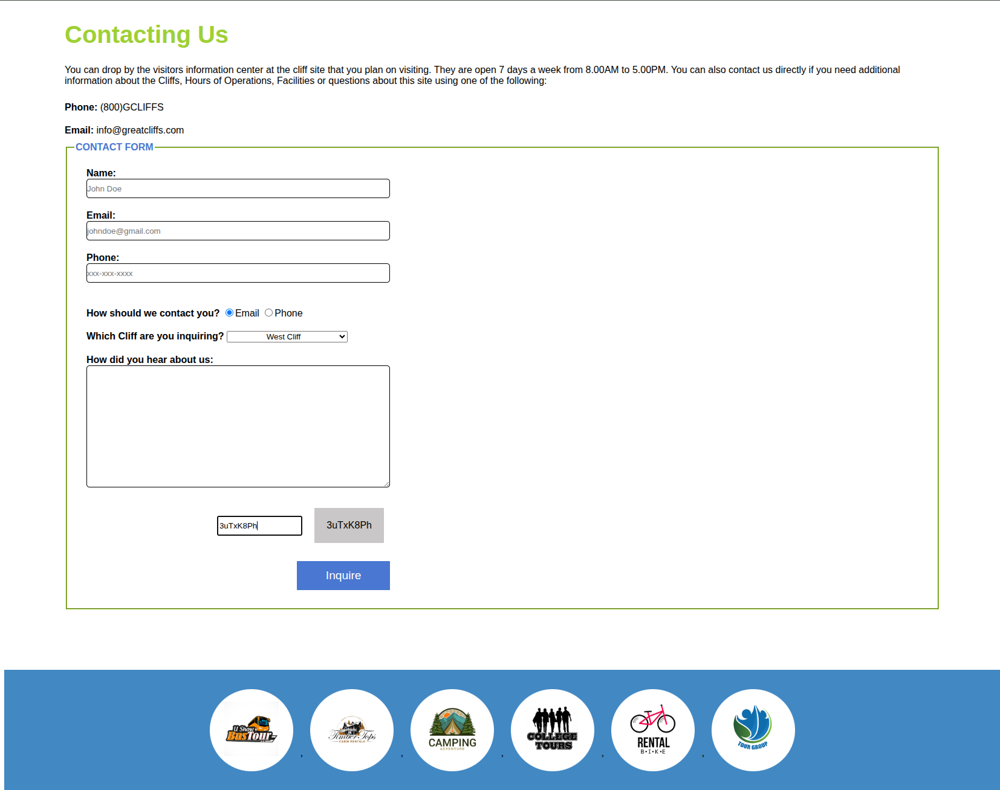 Contacting Us
You can drop by the visitors information center at the cliff site that you plan on visiting. They are open 7 days a week from 8.00AM to 5.00PM. You can also contact us directly if you need additional
information about the Cliffs, Hours of Operations, Facilities or questions about this site using one of the following:
Phone: (800)GCLIFFS
Email: info@greatcliffs.com
CONTACT FORM
Name:
John Doe
Email:
johndoe@gmail.com
Phone:
xxx-xxx-xxxx
How should we contact you? Email Phone
Which Cliff are you inquiring? West Cliff
How did you hear about us:
3uTxK8Ph 3uTxK8Ph
Inquire
U Show
BusTour
Timber Tops
CABIN RENTALS
CAMPING
ADVENTURE
COLLEGE
TOURS
RENTAL
B•I•K•E
TOUR GROUP
, , , , ,